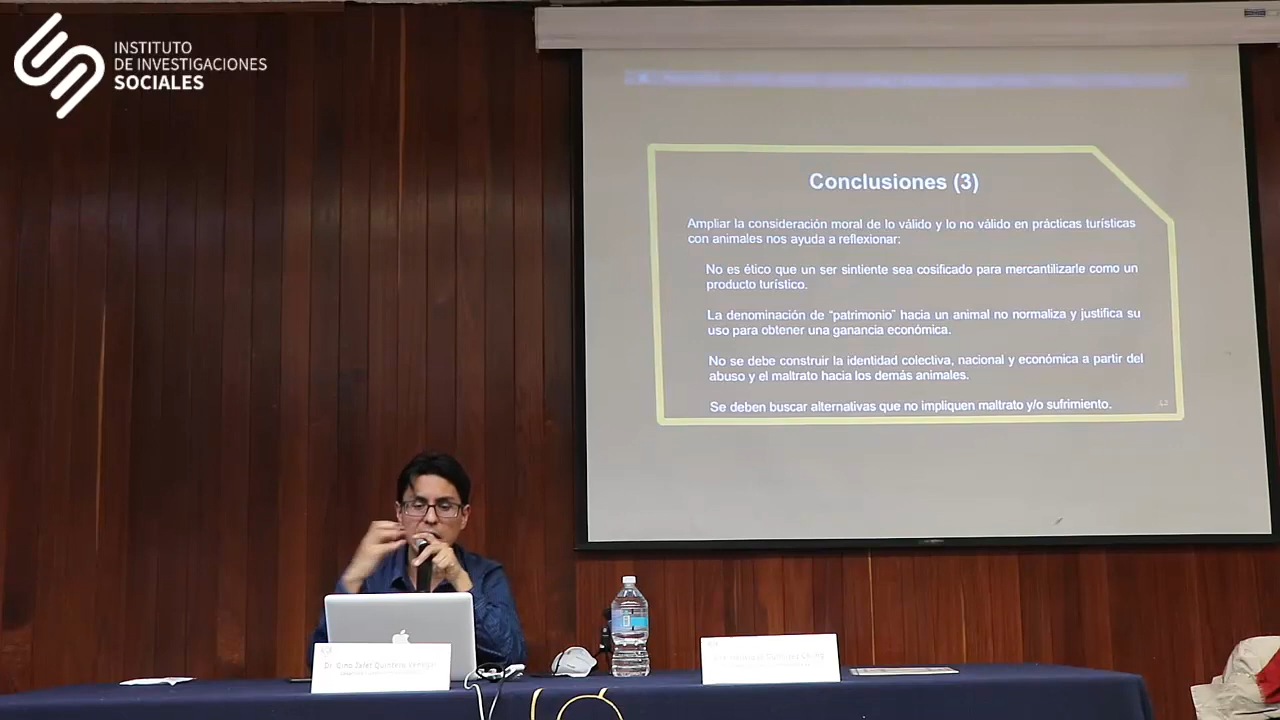 INSTITUTO
DE INVESTIGACIONES
SOCIALES
Conclusiones (3)
Ampliar la consideración moral de lo válido y lo no válido en prácticas turísticas
con animales nos ayuda a reflexionar:
No es ético que un ser sintiente sea cosificado para mercantilizarle como un
producto turístico.
La denominación de “patrimonio” hacia un animal no normaliza y justifica su
uso para obtener una ganancia económica.
No se debe construir la identidad colectiva, nacional y económica a partir del
abuso y el maltrato hacia los demás animales.
Se deben buscar alternativas que no impliquen maltrato y/o sufrimiento.
Dr. Gino Jafet Quintero Venegas